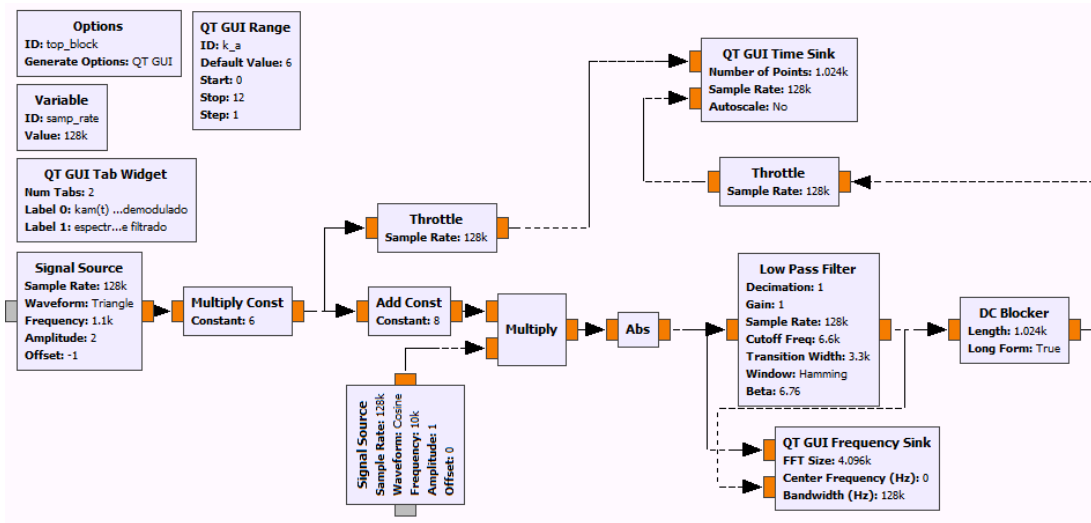 Options
ID: top_block
Generate Options: QT GUI
QT GUI Range
ID: k_a
Default Value: 6
Start: 0
Stop: 12
Step: 1
Variable
ID: samp_rate
Value: 128k
QT GUI Tab Widget
Num Tabs: 2
Label 0: kam(t) ...demodulado
Label 1: espectr...e filtrado
QT GUI Time Sink
Number of Points: 1.024k
Sample Rate: 128k
Autoscale: No
Throttle
Sample Rate: 128k
Throttle
Sample Rate: 128k
Signal Source
Sample Rate: 128k
Waveform: Triangle
Frequency: 1.1k
Amplitude: 2
Offset: -1
Multiply Const
Constant: 6
Add Const
Constant: 8
Multiply
Abs
Low Pass Filter
Decimation: 1
Gain: 1
Sample Rate: 128k
Cutoff Freq: 6.6k
Transition Width: 3.3k
Window: Hamming
Beta: 6.76
DC Blocker
Length: 1.024k
Long Form: True
Signal Source
Sample Rate: 128k
Waveform: Cosine
Frequency: 10k
Amplitude: 1
Offset: 0
QT GUI Frequency Sink
FFT Size: 4.096k
Center Frequency (Hz): 0
Bandwidth (Hz): 128k